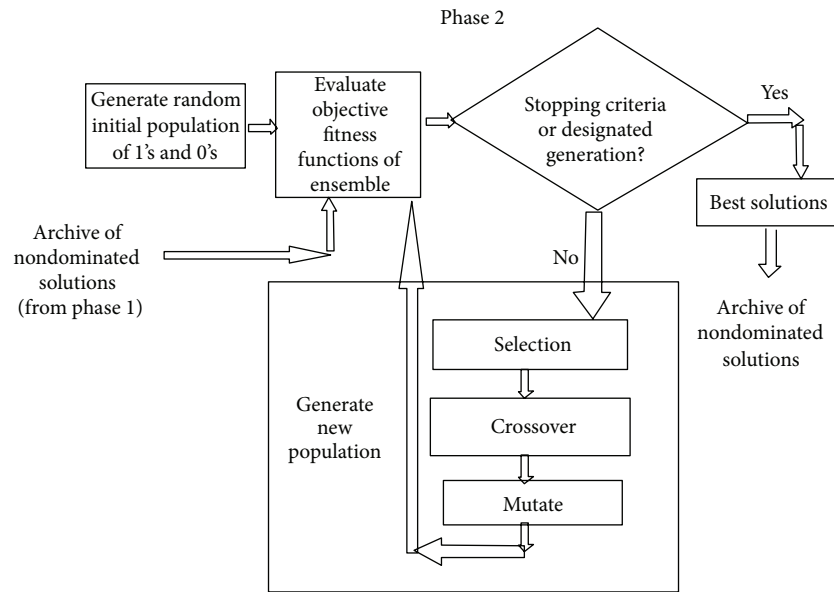 Phase 2
Generate random
initial population
of 1's and 0's
Evaluate
objective
fitness
functions of
ensemble
Stopping criteria
or designated
generation?
Yes
Best solutions
Archive of
nondominated
solutions
Archive of
nondominated
solutions
(from phase 1)
No
Selection
Crossover
Mutate
Generate
new
population